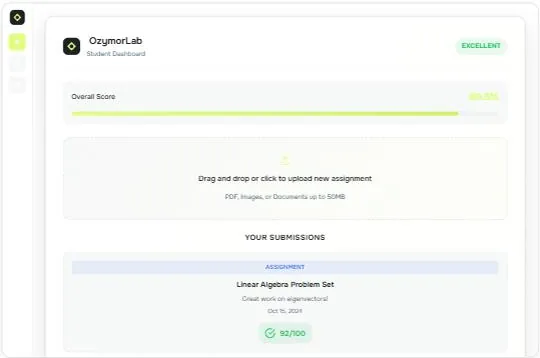 OzymorLab
Student Dashboard
EXCELLENT
Overall Score
Drag and drop or click to upload new assignment
PDF, Images, or Documents up to 50MB
YOUR SUBMISSIONS
ASSIGNMENT
Linear Algebra Problem Set
Great work on eigenvectors!
Oct 15, 2024
92/100